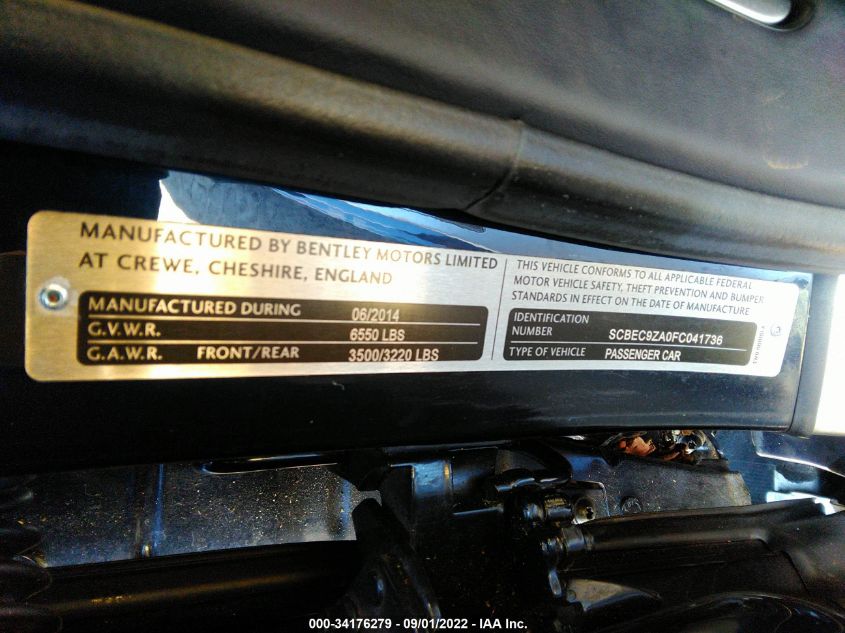 MANUFACTURED BY BENTLEY MOTORS LIMITED
AT CREWE, CHESHIRE, ENGLAND
MANUFACTURED DURING 06/2014
G.V.W.R. 6550 LBS
G.A.W.R. FRONT/REAR 3500/3220 LBS
THIS VEHICLE CONFORMS TO ALL APPLICABLE FEDERAL
MOTOR VEHICLE SAFETY, THEFT PREVENTION AND BUMPER
STANDARDS IN EFFECT ON THE DATE OF MANUFACTURE
IDENTIFICATION
NUMBER SCBEC9ZA0FC041736
TYPE OF VEHICLE PASSENGER CAR
000-34176279 - 09/01/2022 - IAA Inc.